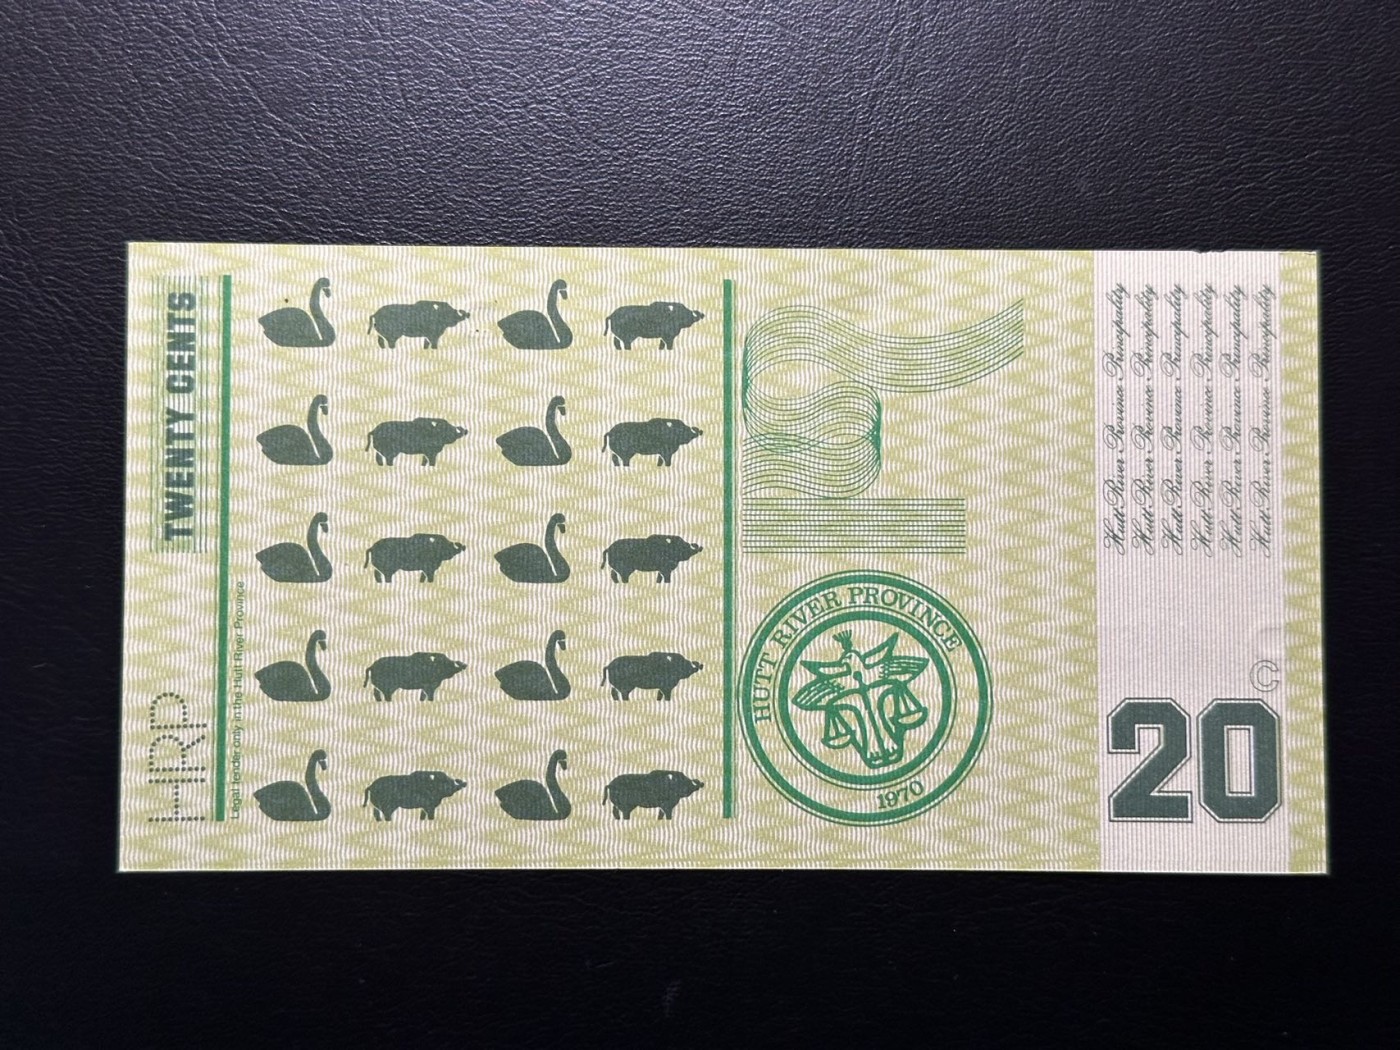 TWENTY CENTS
HRP
Legal tender only in the Hutt River Province
HUTT RIVER PROVINCE
1970
Hutt River Province Principality
Hutt River Province Principality
Hutt River Province Principality
Hutt River Province Principality
Hutt River Province Principality
Hutt River Province Principality
20
C